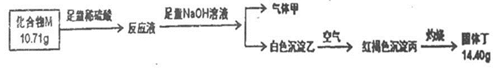 化合物M
10.71g
足量稀硫酸
反应液
足量NaOH溶液
气体甲
白色沉淀乙
空气
红褐色沉淀丙
灼烧
固体丁
14.40g